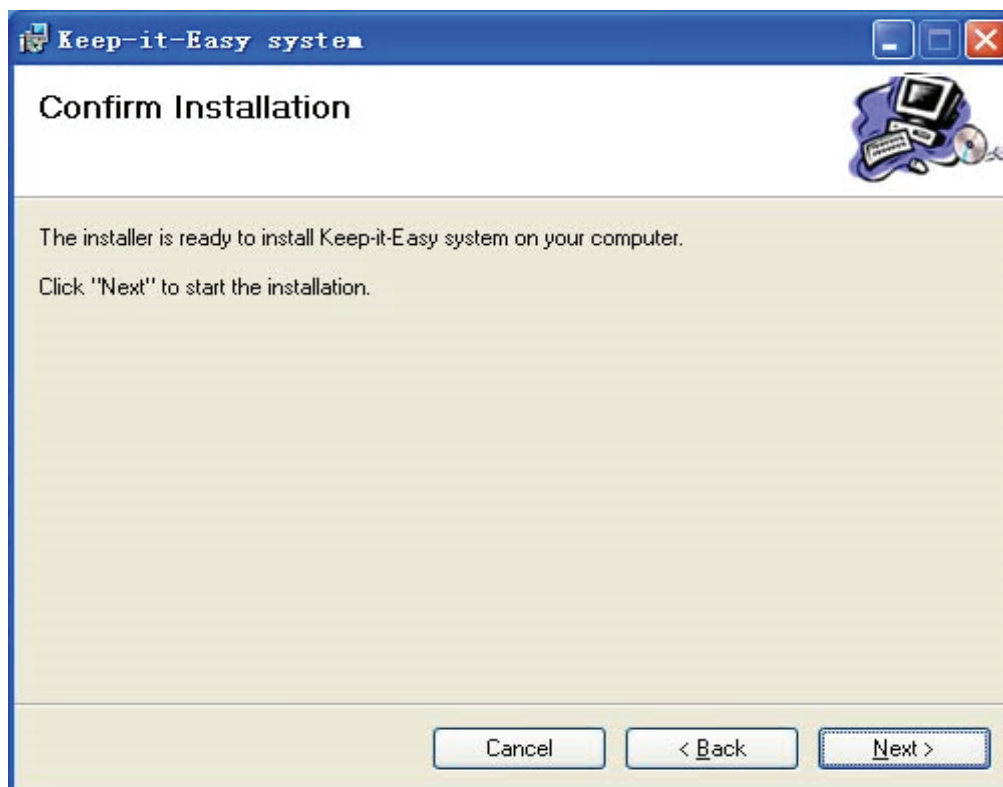 Keep-it-Easy system
Confirm Installation
The installer is ready to install Keep-it-Easy system on your computer.
Click "Next" to start the installation.
Cancel
< Back
Next >